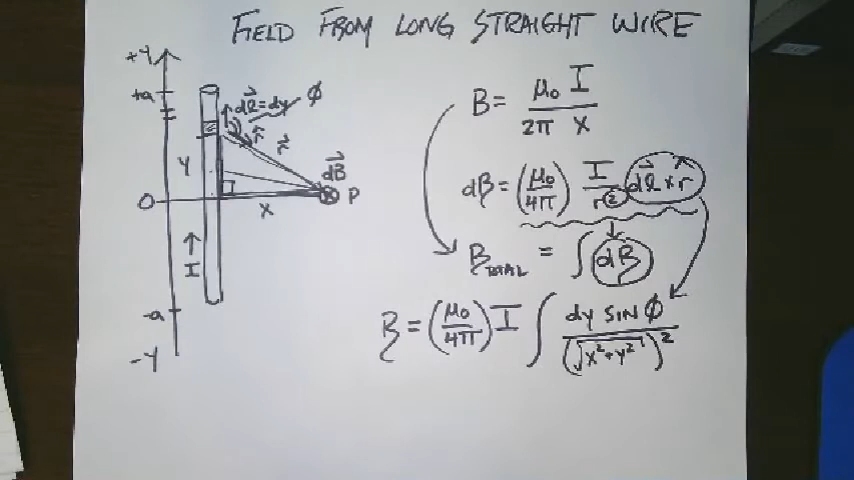 FIELD FROM LONG STRAIGHT WIRE
+Y
+a
dℓ⃗ = dy
Φ
r̂
r⃗
Y
dB⃗
P
O
X
↑
I
-a
-Y
B = μ₀ I / 2π X
dB = (μ₀/4π) I/r² dℓ⃗ × r̂
B TOTAL = ∫ dB
B = (μ₀/4π) I ∫ dy SIN Φ / (√x²+y²)²